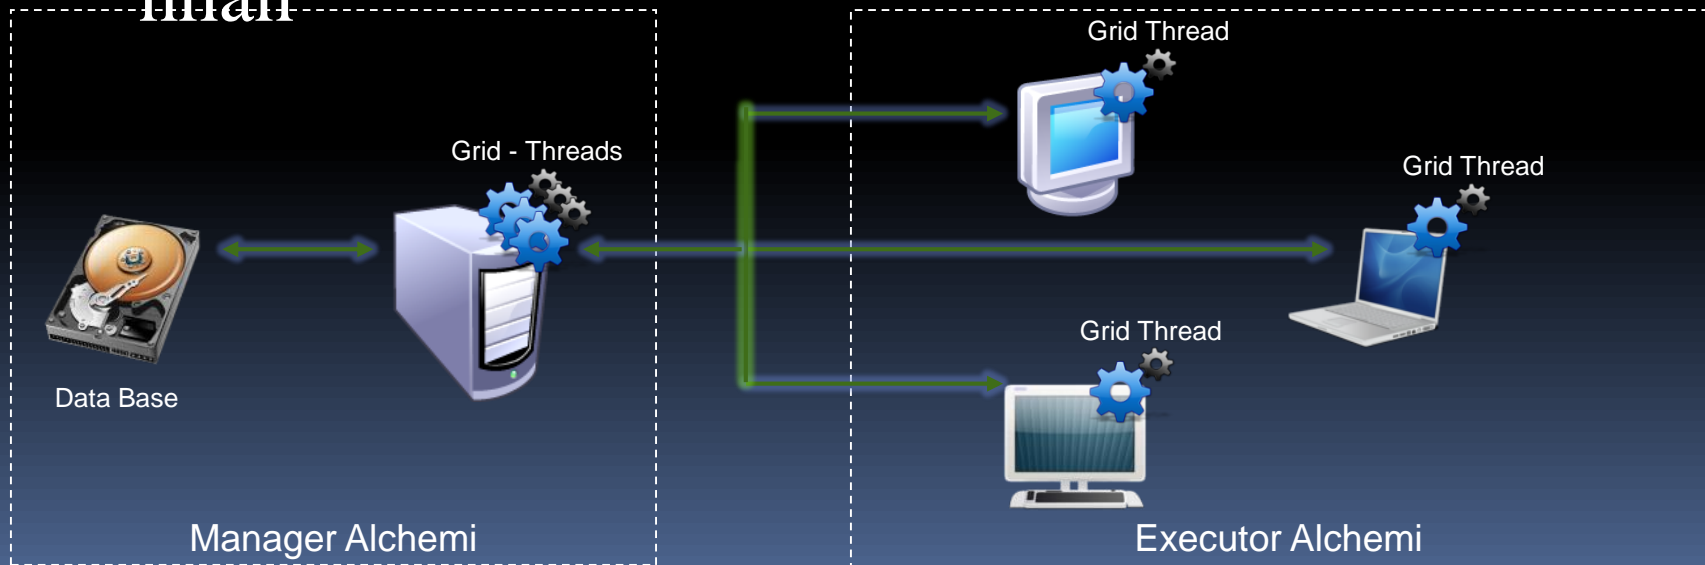 Grid - Threads
Data Base
Manager Alchemi
Grid Thread
Grid Thread
Grid Thread
Executor Alchemi